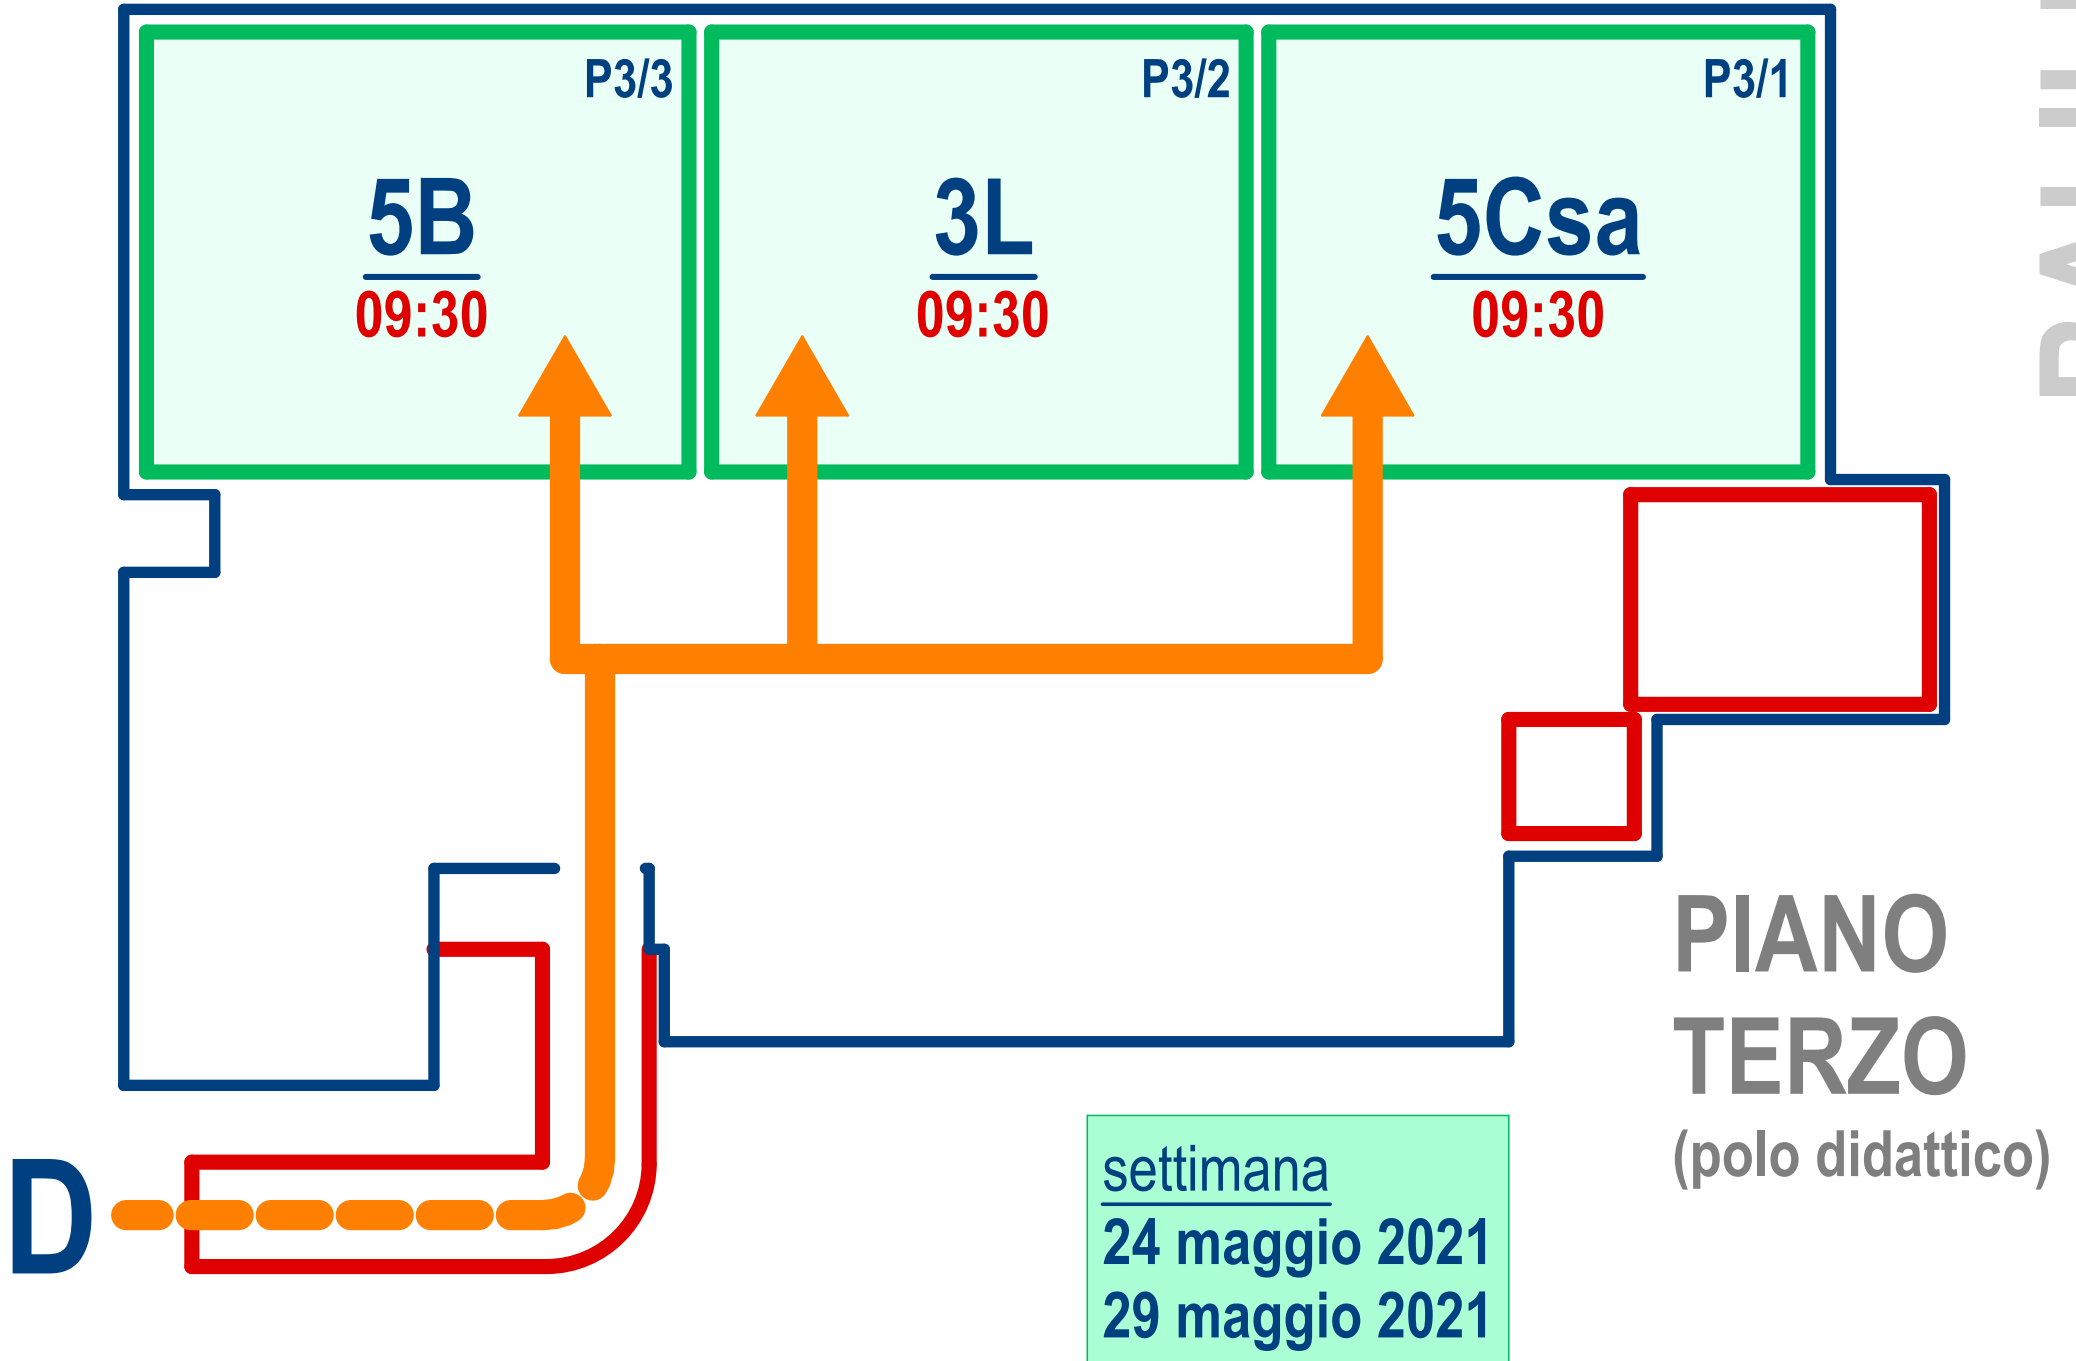 P3/3
P3/2
P3/1
5B
3L
5Csa
09:30
09:30
09:30
PIANO
TERZO
(polo didattico)
D
settimana
24 maggio 2021
29 maggio 2021